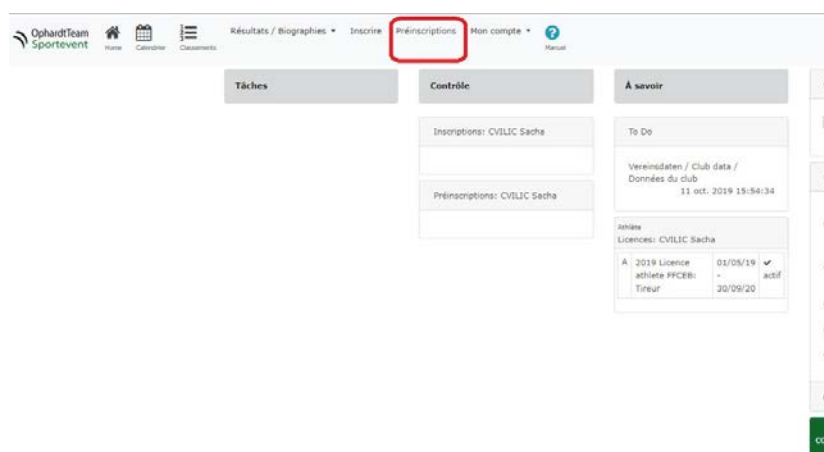 OphardtTeam
Sportevent
Home
Calendrier
Classements
Résultats / Biographies
Inscrire
Préinscriptions
Mon compte
?
Manuel
Tâches
Contrôle
À savoir
Inscriptions: CVILIC Sacha
Préinscriptions: CVILIC Sacha
To Do
Vereinsdaten / Club data /
Données du club
11 oct. 2019 15:54:34
Athlète
Licences: CVILIC Sacha
A 2019 Licence 01/05/19 ✔
athlete FFCEB: - actif
Tireur 30/09/20